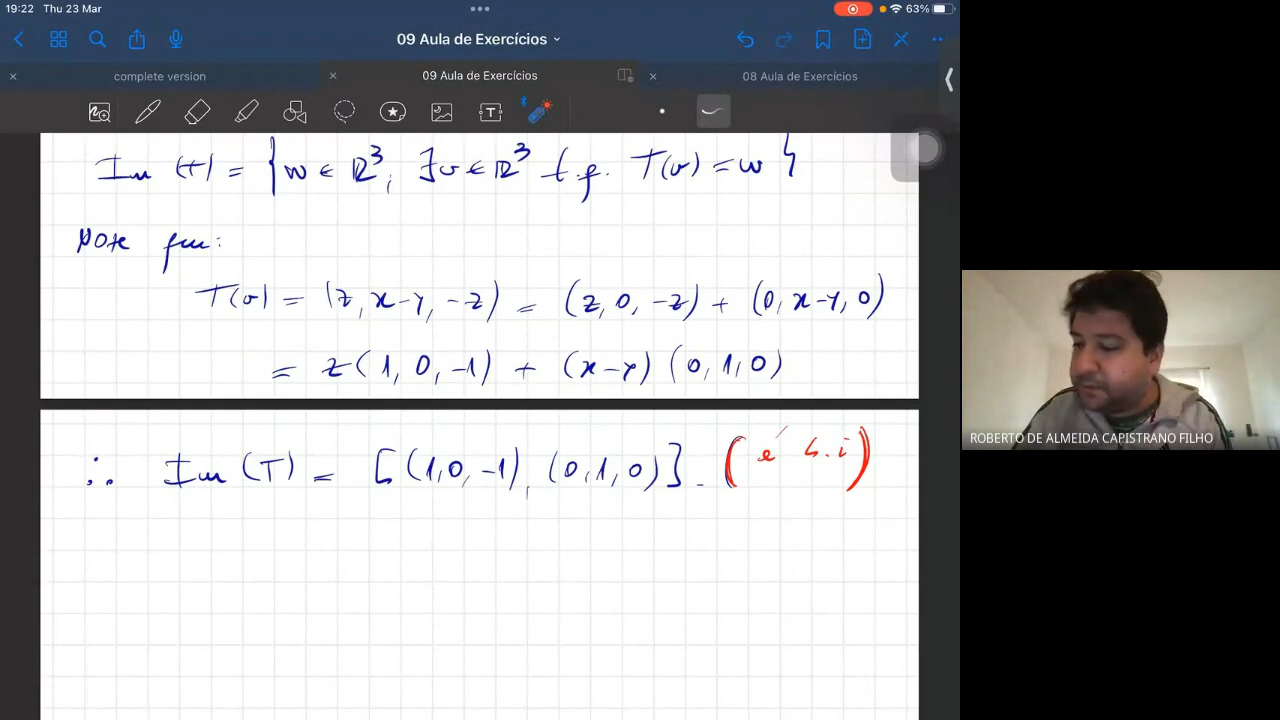 19:22 Thu 23 Mar
63%
09 Aula de Exercícios
complete version
09 Aula de Exercícios
08 Aula de Exercícios
Im (T) = { w ∈ ℝ³, ∃ v ∈ ℝ³ t.q. T(v) = w }
Note que:
T(v) = (z, x-y, -z) = (z, 0, -z) + (0, x-y, 0)
= z(1, 0, -1) + (x-y) (0, 1, 0)
∴ Im (T) = [(1,0,-1), (0,1,0)]. (é L.i)
ROBERTO DE ALMEIDA CAPISTRANO FILHO